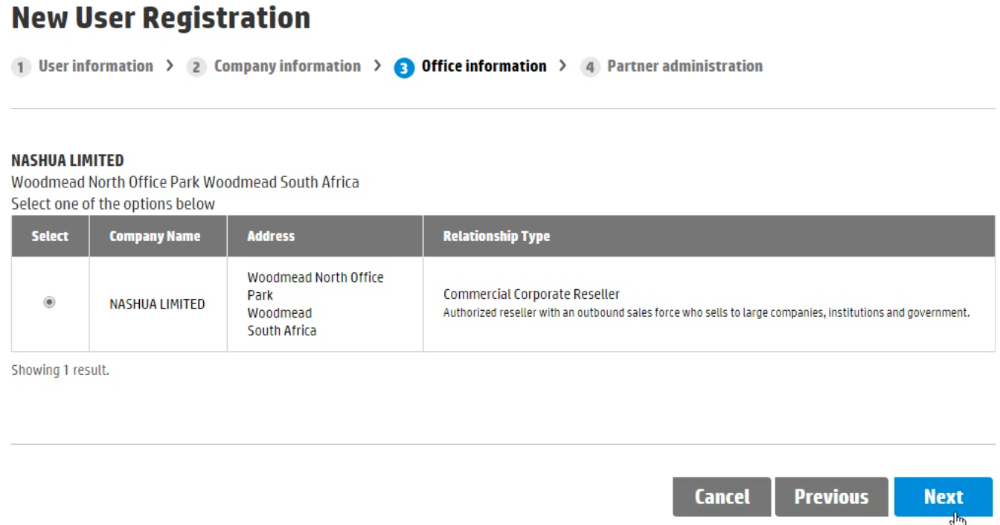 New User Registration
1 User information > 2 Company information > 3 Office information > 4 Partner administration
NASHUA LIMITED
Woodmead North Office Park Woodmead South Africa
Select one of the options below
Select Company Name Address Relationship Type
NASHUA LIMITED
Woodmead North Office
Park
Woodmead
South Africa
Commercial Corporate Reseller
Authorized reseller with an outbound sales force who sells to large companies, institutions and government.
Showing 1 result.
Cancel Previous Next